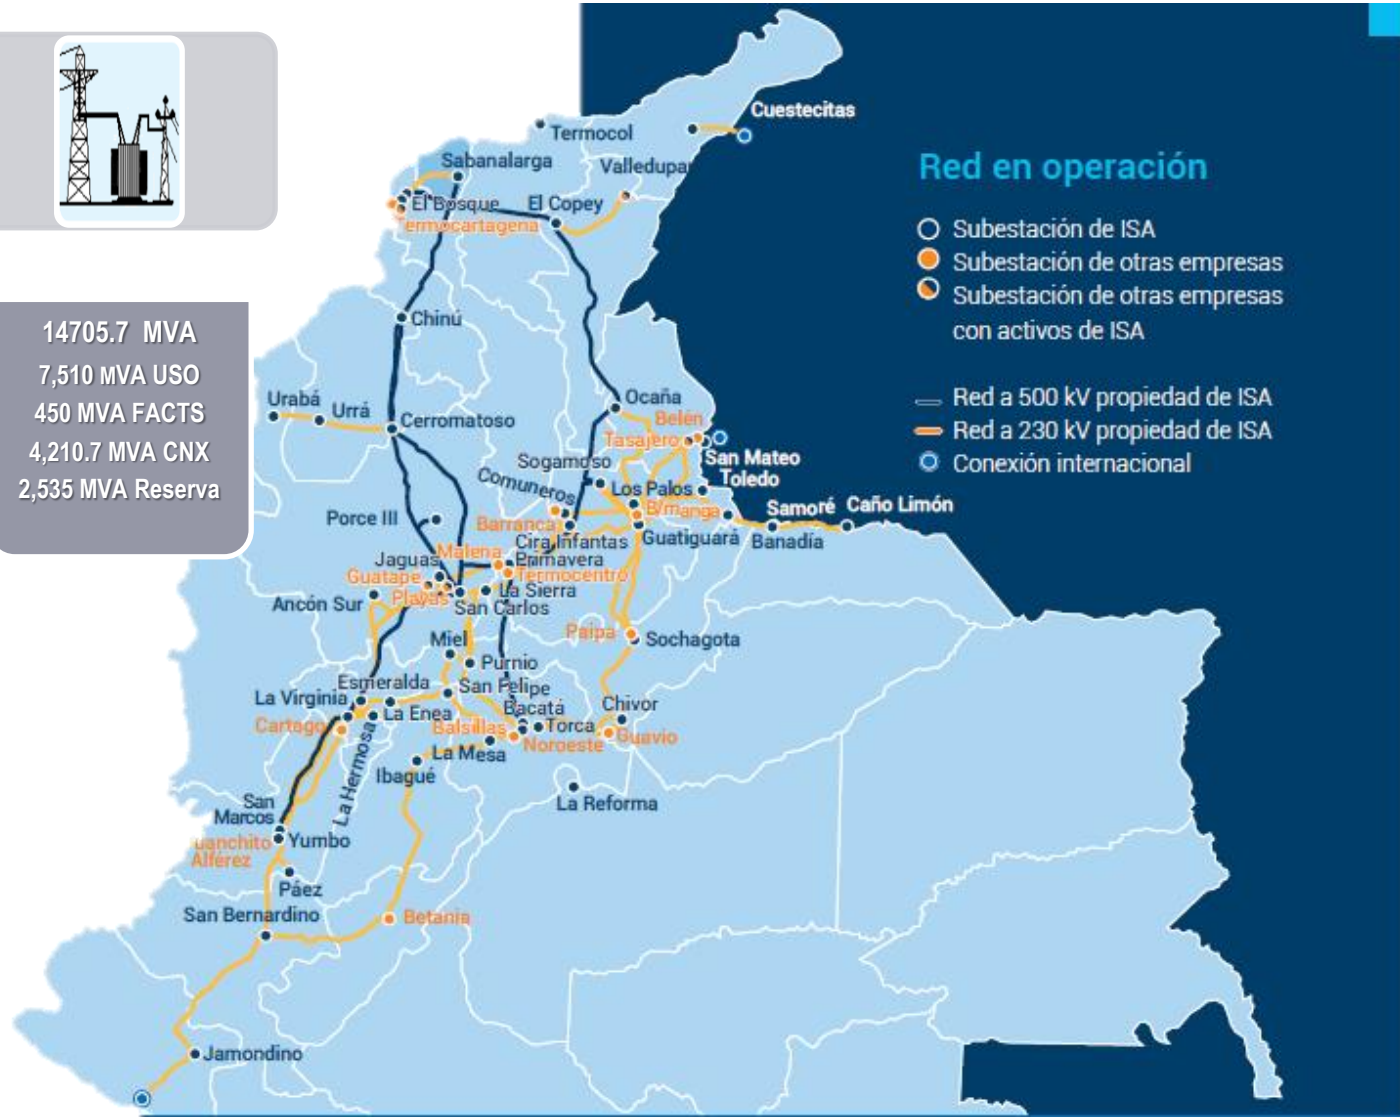 14705.7 MVA
7,510 MVA USO
450 MVA FACTS
4,210.7 MVA CNX
2,535 MVA Reserva
Red en operación
Subestación de ISA
Subestación de otras empresas
Subestación de otras empresas
con activos de ISA
Red a 500 kV propiedad de ISA
Red a 230 kV propiedad de ISA
Conexión internacional
Cuestecitas
Termocol
Sabanalarga
Valledupar
El Bosque
El Copey
Termocartagena
Chinú
Urabá
Urrá
Cerromatoso
Ocaña
Belén
Tasajero
San Mateo
Toledo
Sogamoso
Comuneros
Los Palos
B/manga
Samoré
Caño Limón
Porce III
Barranca
Cira Infantas
Guatiguará
Banadía
Jaguas
Malena
Primavera
Guatape
Termocentro
Playas
La Sierra
Ancón Sur
San Carlos
Miel
Paipa
Sochagota
Purnio
Esmeralda
San Felipe
La Virginia
La Enea
Bacatá
Chivor
Cartago
Balsillas
Torca
Guavio
Noroeste
La Hermosa
La Mesa
Ibagué
La Reforma
San
Marcos
Yumbo
uanchito
Alférez
Páez
San Bernardino
Betania
Jamondino